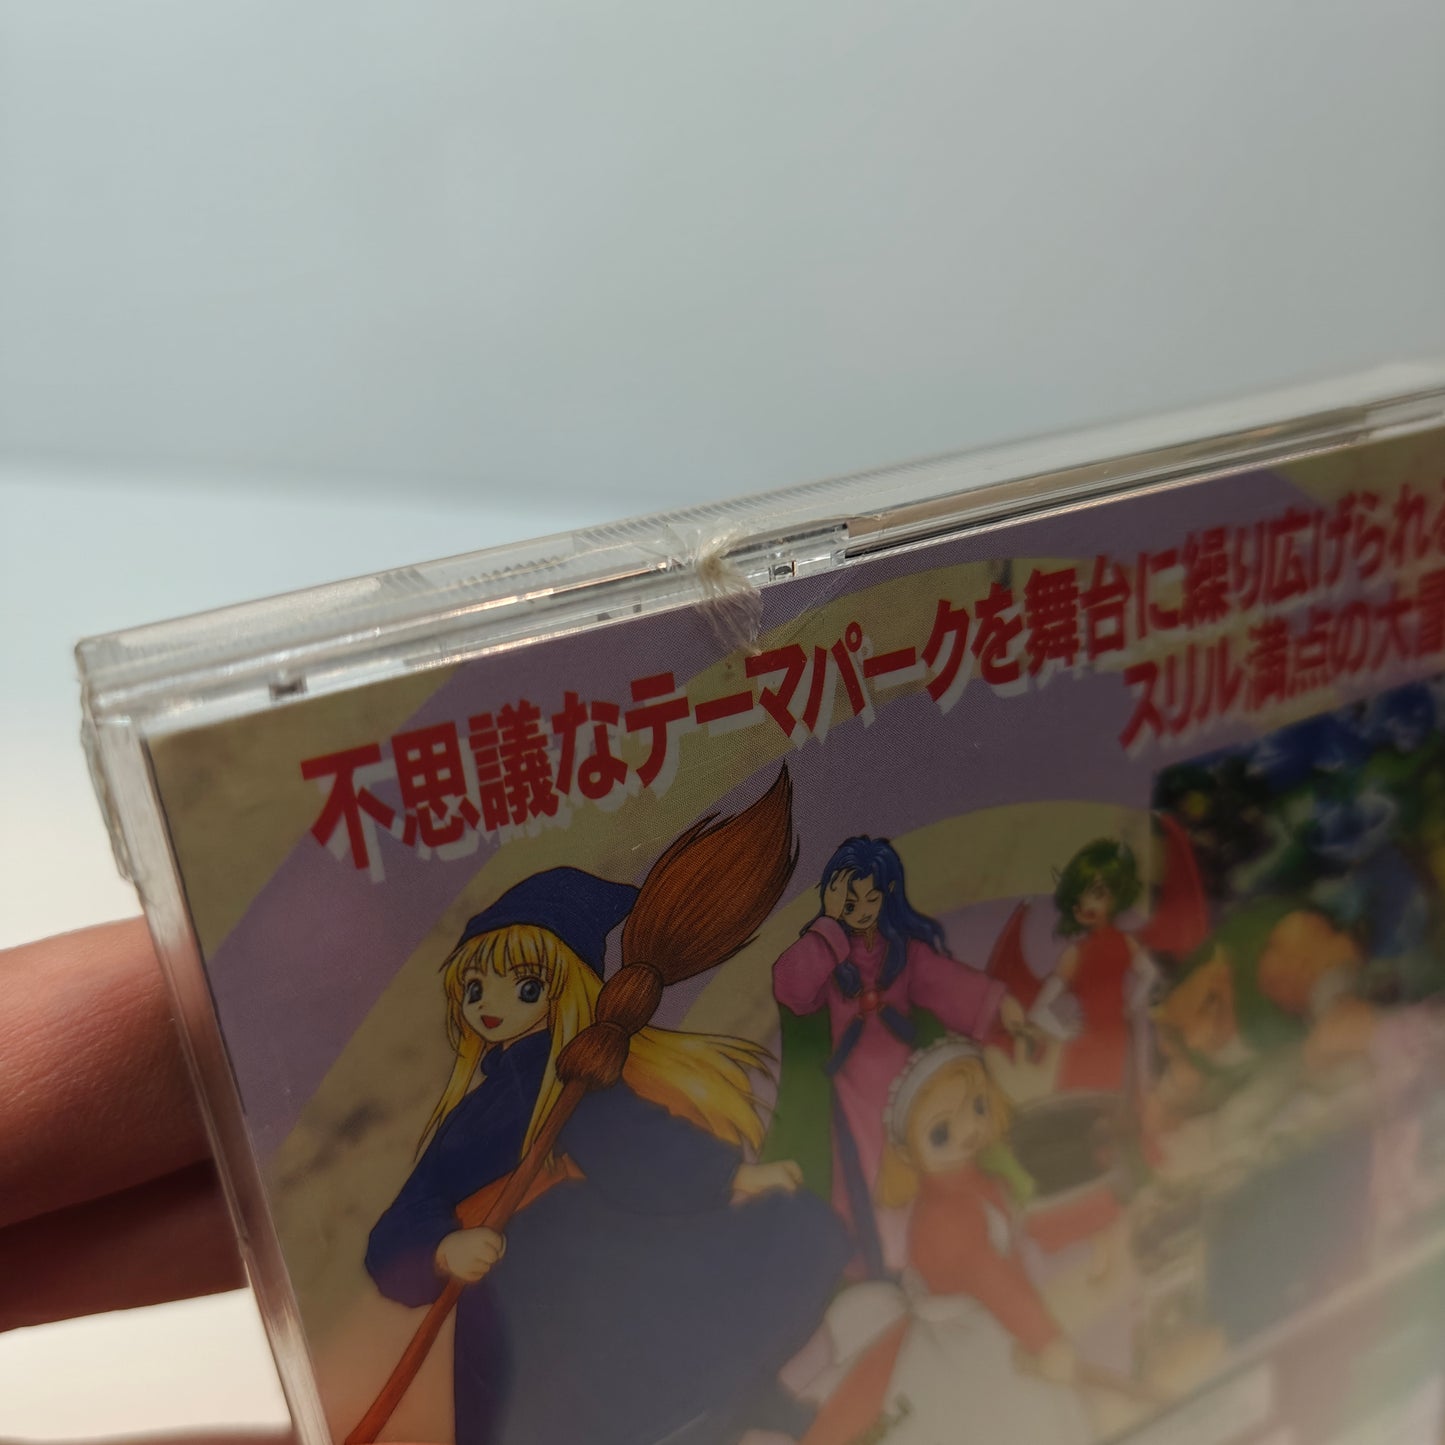 不思議なテーマパークを舞台に繰り広げられ
スリル満点の大